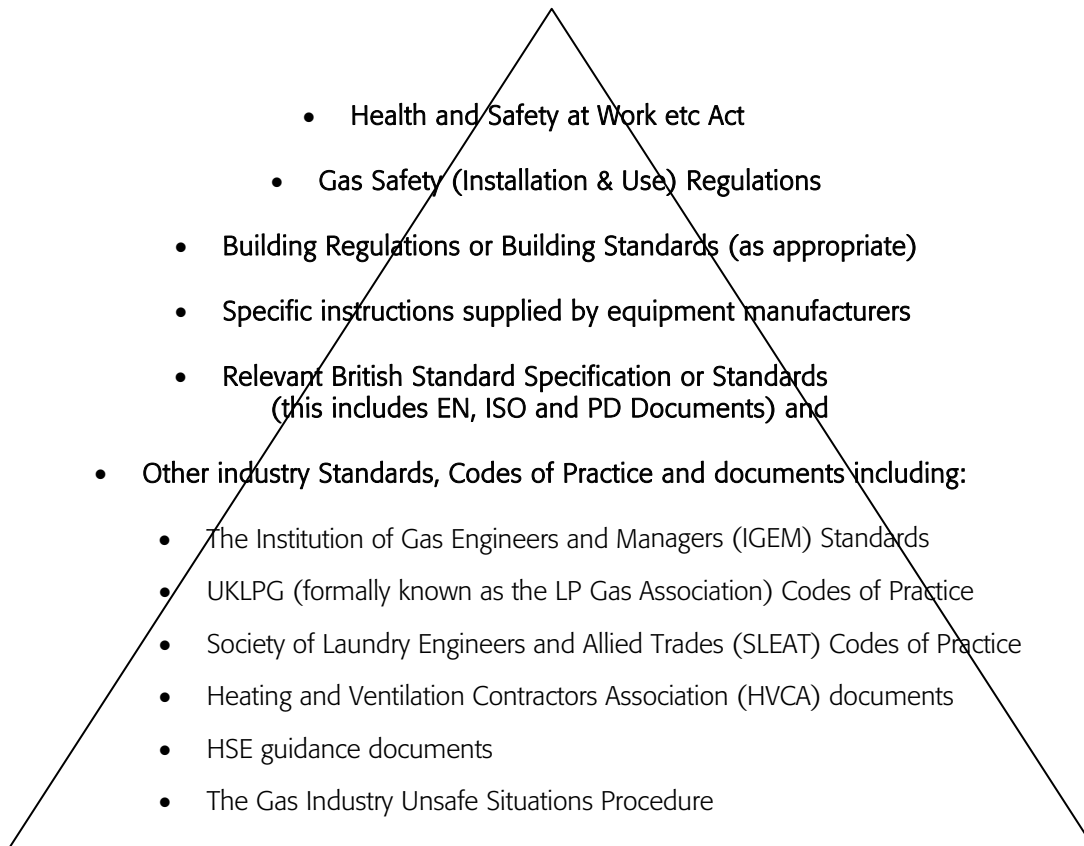 • Health and Safety at Work etc Act
• Gas Safety (Installation & Use) Regulations
• Building Regulations or Building Standards (as appropriate)
• Specific instructions supplied by equipment manufacturers
• Relevant British Standard Specification or Standards
(this includes EN, ISO and PD Documents) and
• Other industry Standards, Codes of Practice and documents including:
• The Institution of Gas Engineers and Managers (IGEM) Standards
• UKLPG (formally known as the LP Gas Association) Codes of Practice
• Society of Laundry Engineers and Allied Trades (SLEAT) Codes of Practice
• Heating and Ventilation Contractors Association (HVCA) documents
• HSE guidance documents
• The Gas Industry Unsafe Situations Procedure